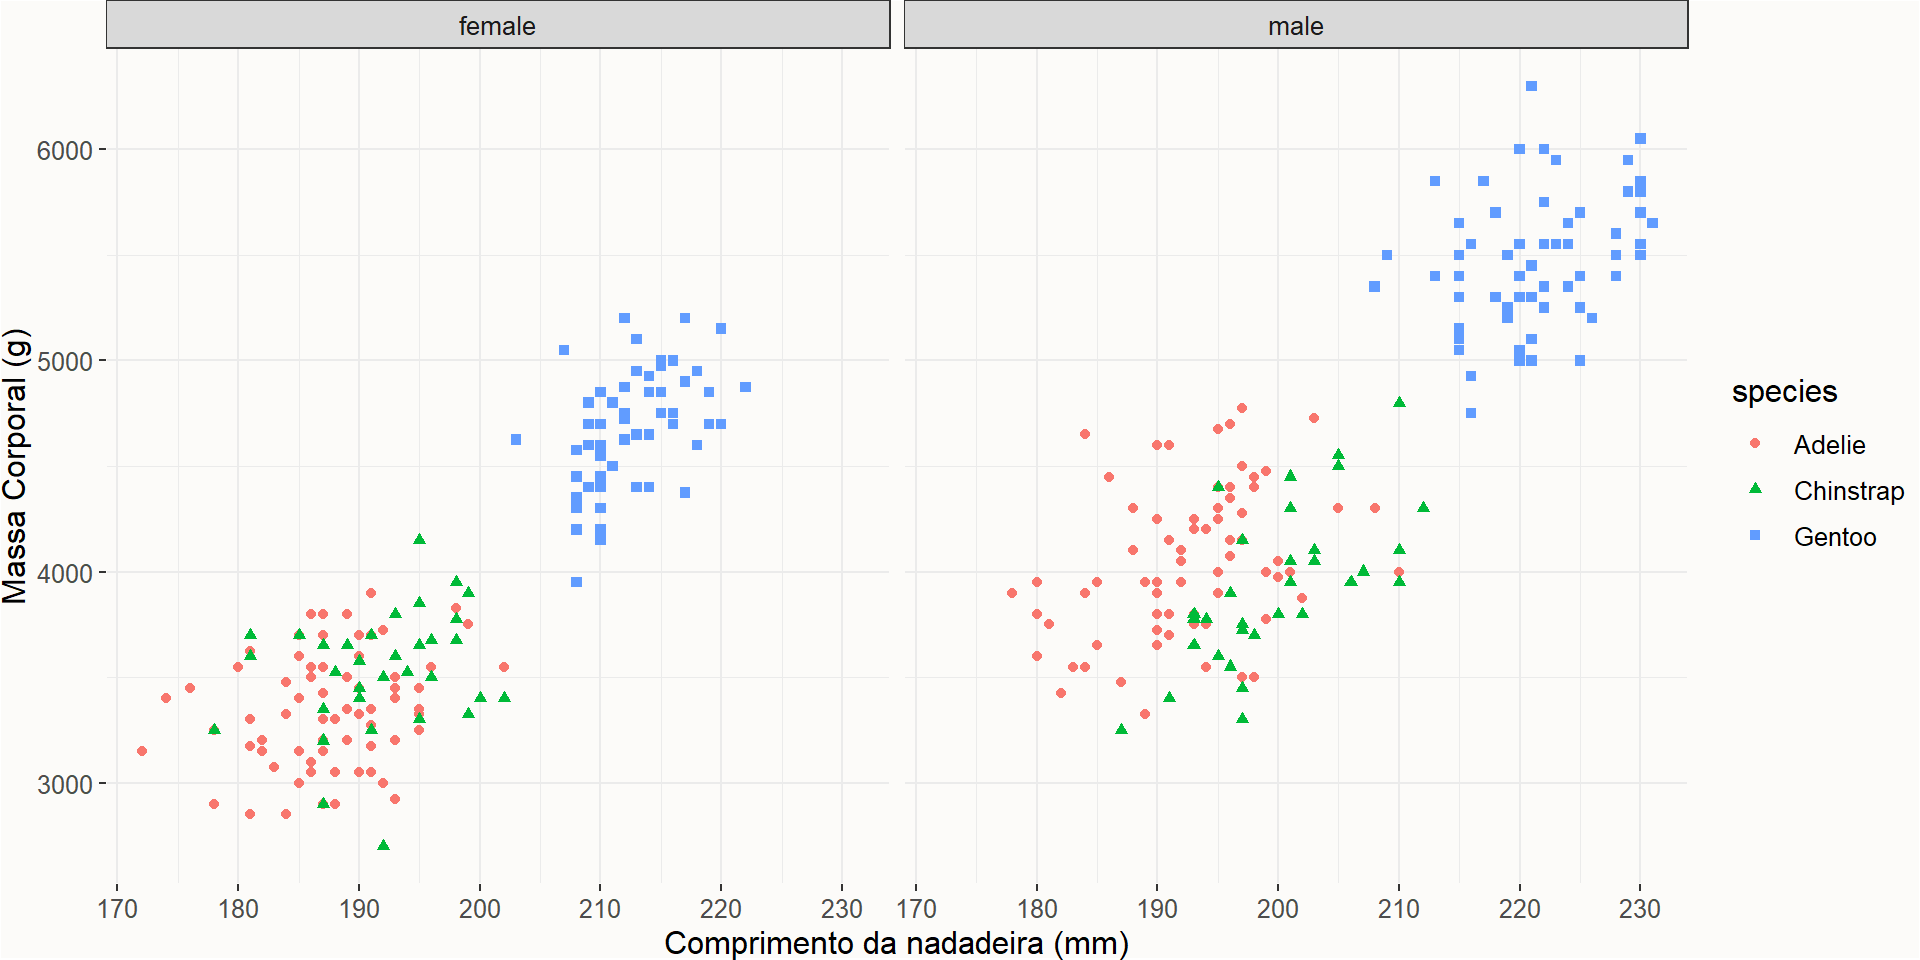 female
male
Massa Corporal (g)
6000
5000
4000
3000
170 180 190 200 210 220 230
170 180 190 200 210 220 230
Comprimento da nadadeira (mm)
species
Adelie
Chinstrap
Gentoo